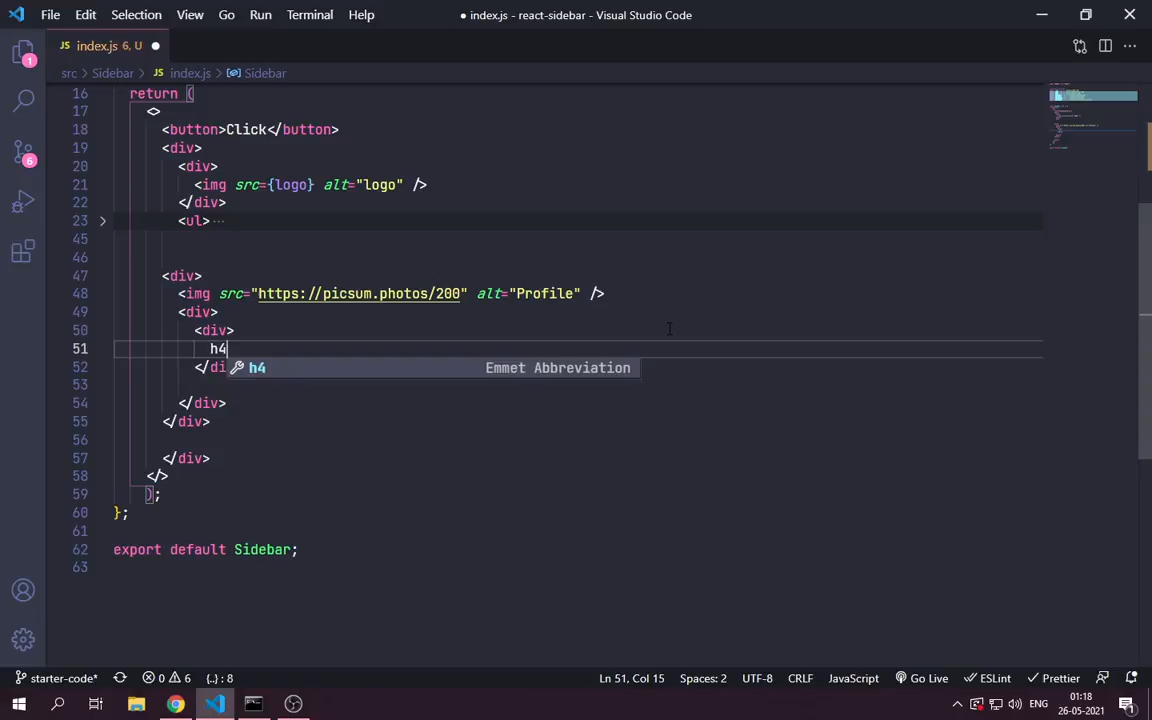 File Edit Selection View Go Run Terminal Help ● index.js - react-sidebar - Visual Studio Code
JS index.js 6, U ●
src > Sidebar > JS index.js > Sidebar
16 return (
17 <>
18 <button>Click</button>
19 <div>
20 <div>
21 <img src={logo} alt="logo" />
22 </div>
23 <ul>···
45
46
47 <div>
48 <img src="https://picsum.photos/200" alt="Profile" />
49 <div>
50 <div>
51 h4
h4 Emmet Abbreviation
52 </di
53
54 </div>
55 </div>
56
57 </div>
58 </>
59 );
60 };
61
62 export default Sidebar;
63
1
6
starter-code* 0 6 {..} : 8 Ln 51, Col 15 Spaces: 2 UTF-8 CRLF JavaScript Go Live ESLint Prettier
ENG 01:18
26-05-2021
1